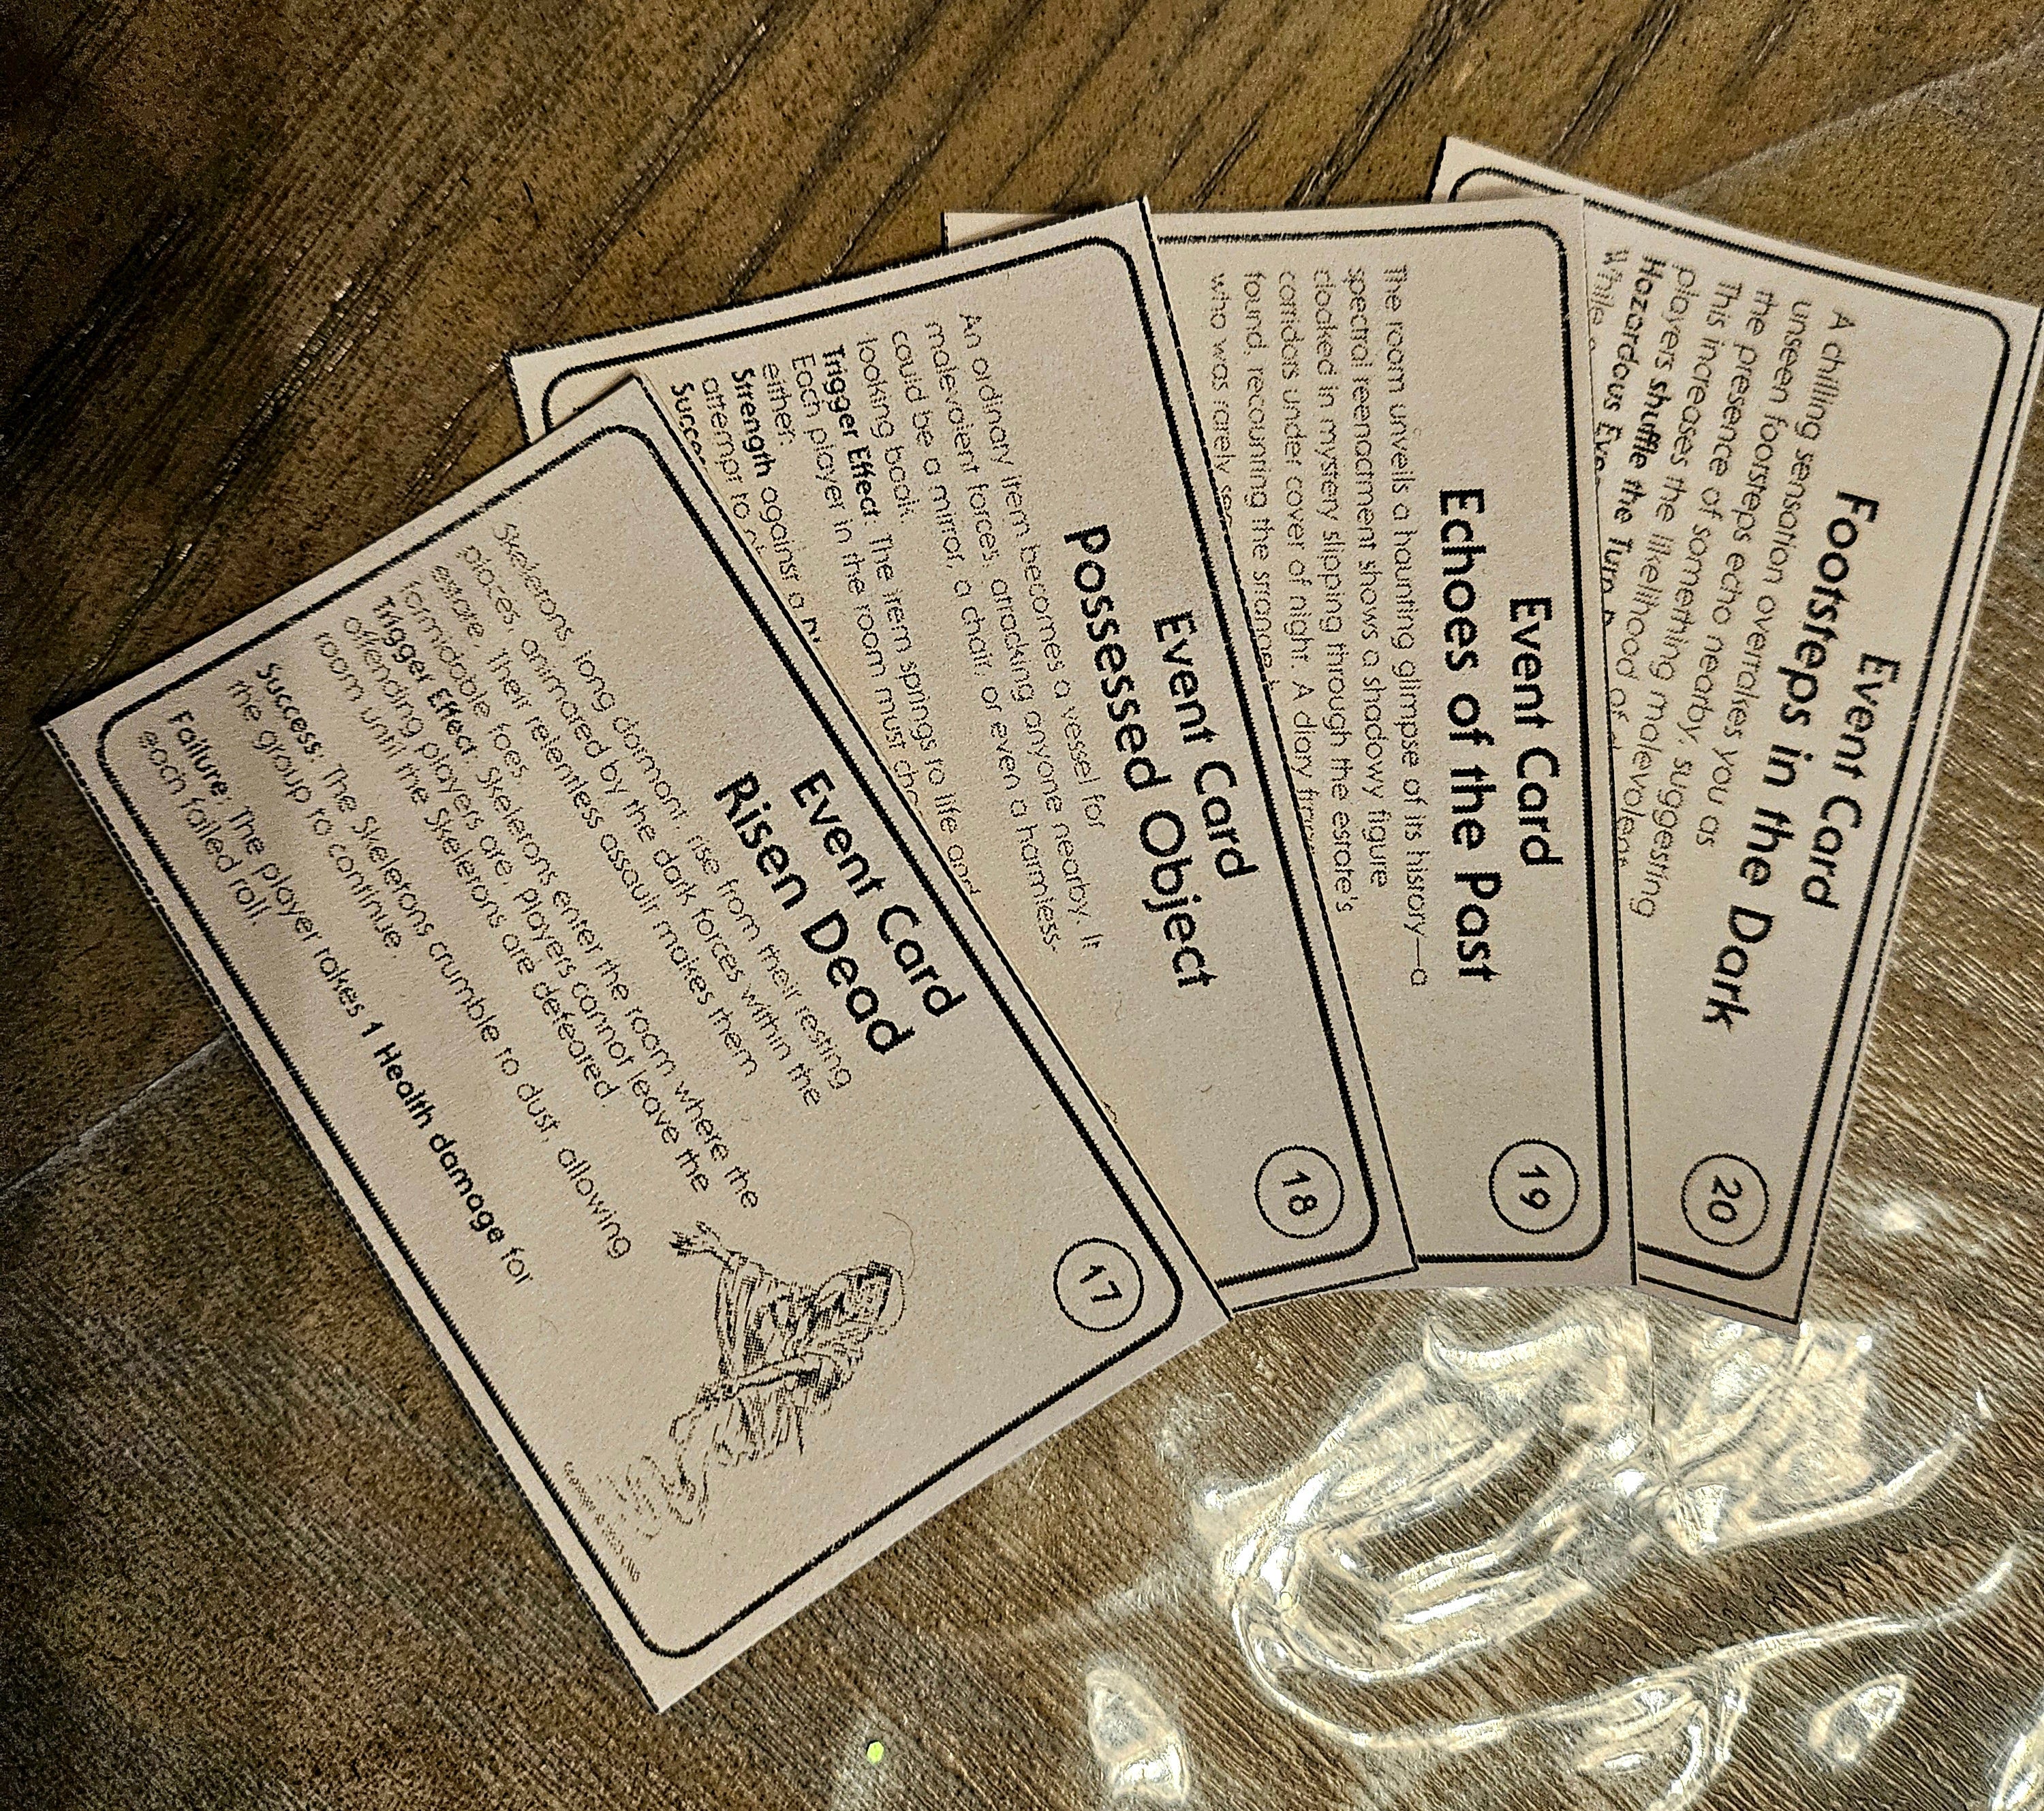 Event Card
Risen Dead
17
Skeletons, long dormant, rise from their resting
places, animated by the dark forces within the
estate. Their relentless assault makes them
formidable foes.
Trigger Effect: Skeletons enter the room where the
offending players are, players cannot leave the
room until the Skeletons are defeated.
Success: The Skeletons crumble to dust, allowing
the group to continue.
Failure: The player takes 1 Health damage for
each failed roll.
Event Card
Possessed Object
18
An ordinary item becomes a vessel for
malevolent forces, attacking anyone nearby. It
could be a mirror, a chair, or even a harmless-
looking book.
Trigger Effect: The item springs to life and
Each player in the room must
either:
Strength against a
attempt to
Event Card
Echoes of the Past
19
The room unveils a haunting glimpse of its history—a
spectral reenactment shows a shadowy figure
cloaked in mystery slipping through the estate's
corridors under cover of night. A diary
found, recounting the strange
who was rarely
Event Card
Footsteps in the Dark
20
A chilling sensation overtakes you as
unseen footsteps echo nearby, suggesting
the presence of something malevolent.
This increases the likelihood of
players shuffle the Turn
Hazardous
While